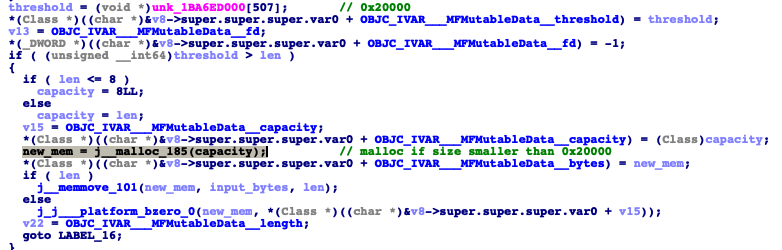 threshold = (void *)unk_1BA6ED000[507]; // 0x20000
*(Class *)((char *)&v8->super.super.super.var0 + OBJC_IVAR___MFMutableData__threshold) = threshold;
v13 = OBJC_IVAR___MFMutableData__fd;
*(_DWORD *)((char *)&v8->super.super.super.var0 + OBJC_IVAR___MFMutableData__fd) = -1;
if ( (unsigned __int64)threshold > len )
{
if ( len <= 8 )
capacity = 8LL;
else
capacity = len;
v15 = OBJC_IVAR___MFMutableData__capacity;
*(Class *)((char *)&v8->super.super.super.var0 + OBJC_IVAR___MFMutableData__capacity) = (Class)capacity;
new_mem = j__malloc_185(capacity); // malloc if size smaller than 0x20000
*(Class *)((char *)&v8->super.super.super.var0 + OBJC_IVAR___MFMutableData__bytes) = new_mem;
if ( len )
j__memmove_101(new_mem, input_bytes, len);
else
j_j___platform_bzero_0(new_mem, *(Class *)((char *)&v8->super.super.super.var0 + v15));
v22 = OBJC_IVAR___MFMutableData__length;
goto LABEL_16;
}